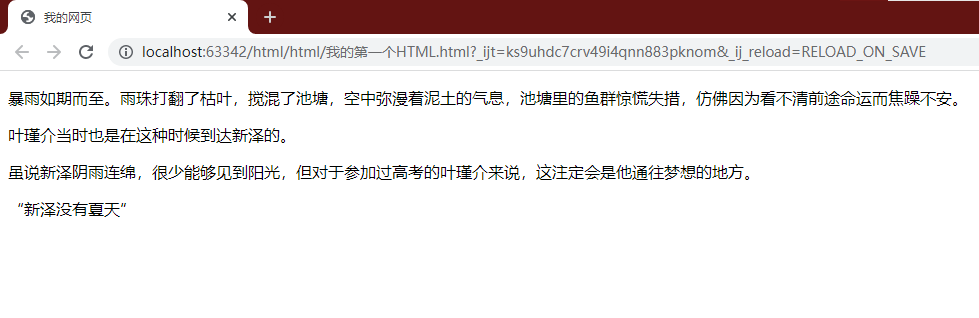 我的网页
localhost:63342/html/html/我的第一个HTML.html?_ijt=ks9uhdc7crv49i4qnn883pknom&_ij_reload=RELOAD_ON_SAVE
暴雨如期而至。雨珠打翻了枯叶，搅混了池塘，空中弥漫着泥土的气息，池塘里的鱼群惊慌失措，仿佛因为看不清前途命运而焦躁不安。
叶瑾介当时也是在这种时候到达新泽的。
虽说新泽阴雨连绵，很少能够见到阳光，但对于参加过高考的叶瑾介来说，这注定会是他通往梦想的地方。
“新泽没有夏天”